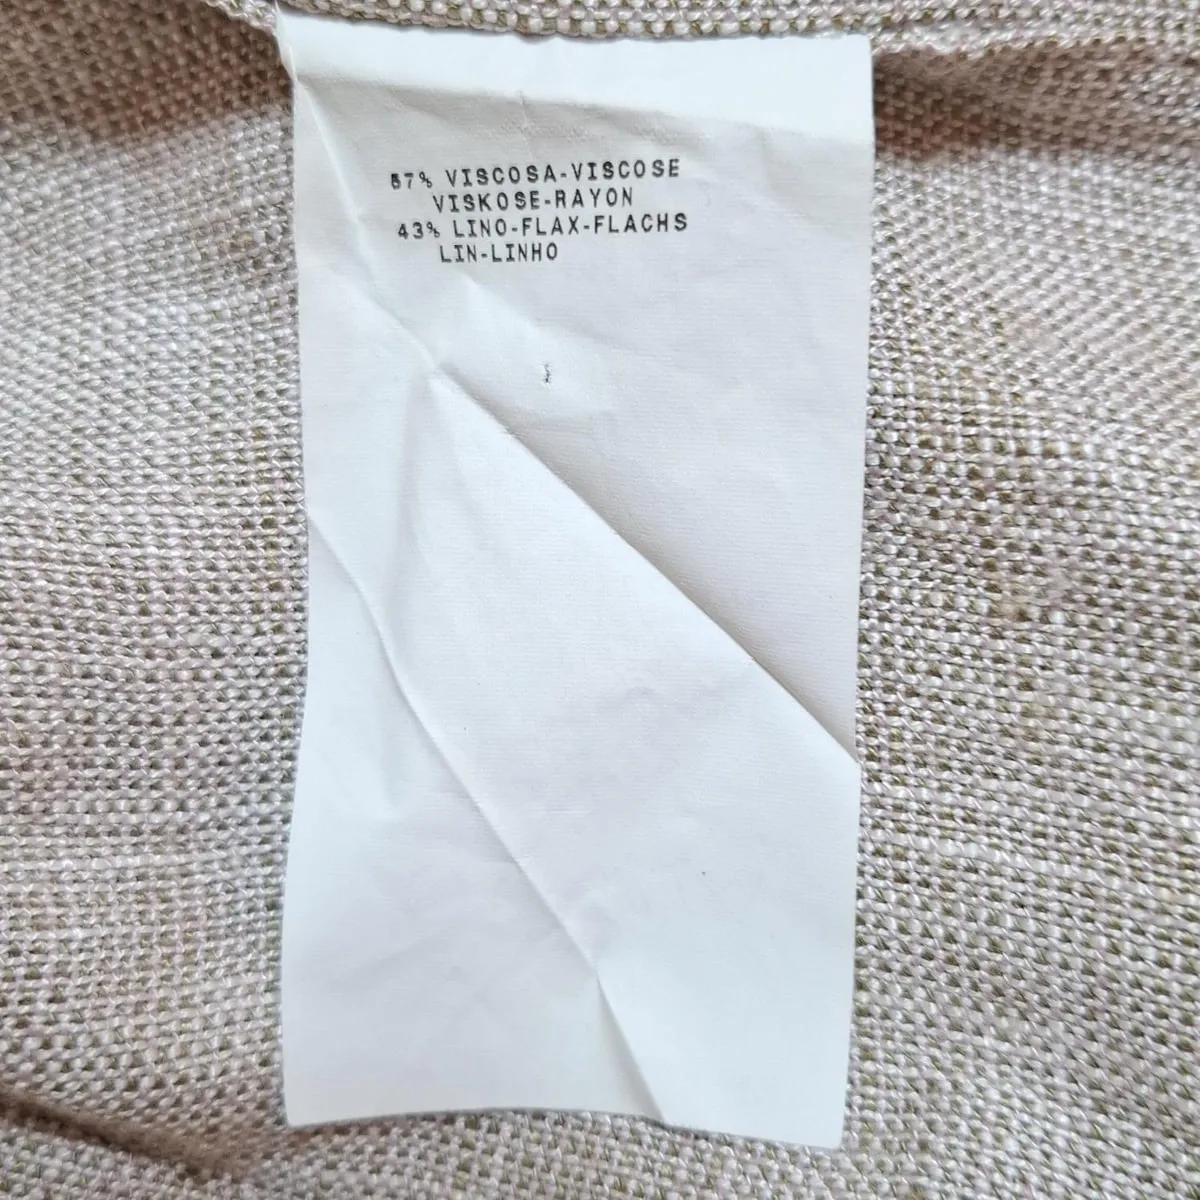 57% VISCOSA-VISCOSE
VISKOSE-RAYON
43% LINO-FLAX-FLACHS
LIN-LINHO